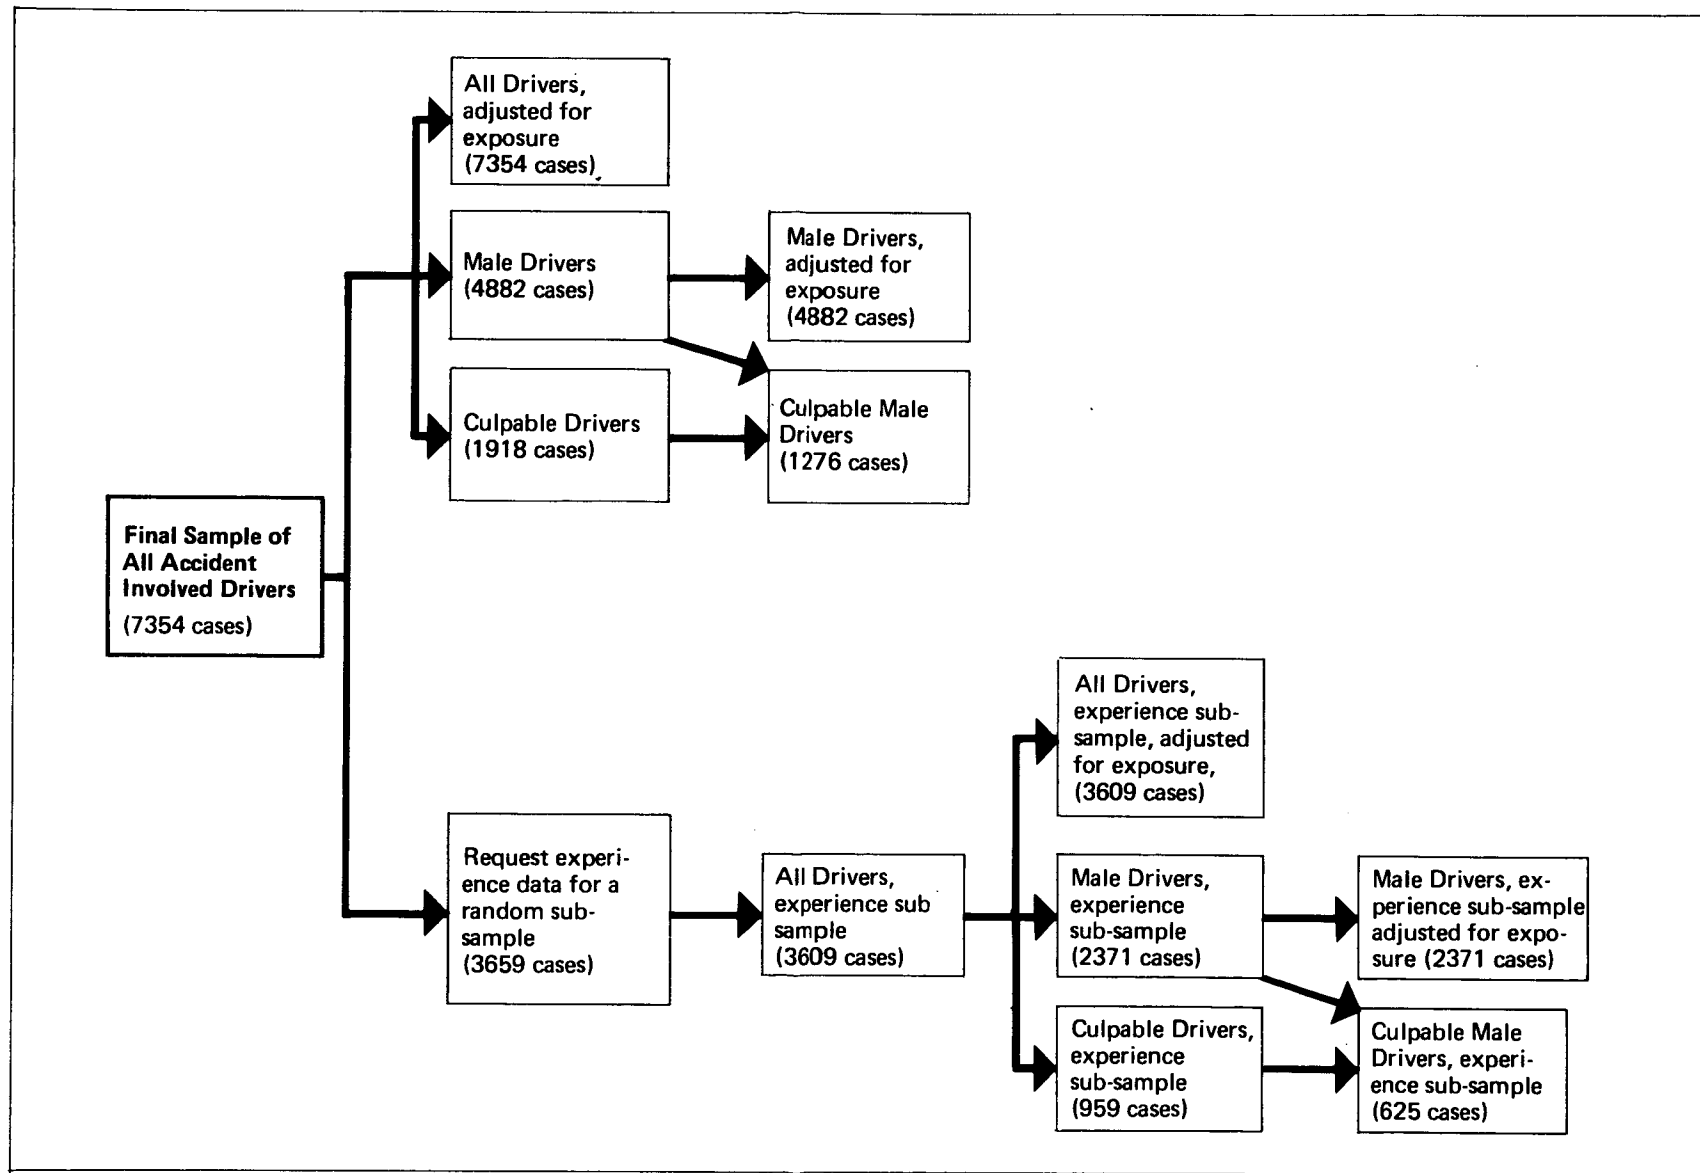 All Drivers,
adjusted for
exposure
(7354 cases)
Male Drivers
(4882 cases)
Male Drivers,
adjusted for
exposure
(4882 cases)
Culpable Drivers
(1918 cases)
Culpable Male
Drivers
(1276 cases)
Final Sample of
All Accident
Involved Drivers
(7354 cases)
All Drivers,
experience sub-
sample, adjusted
for exposure,
(3609 cases)
Request experi-
ence data for a
random sub-
sample
(3659 cases)
All Drivers,
experience sub
sample
(3609 cases)
Male Drivers,
experience
sub-sample
(2371 cases)
Male Drivers, ex-
perience sub-sample
adjusted for expo-
sure (2371 cases)
Culpable Drivers,
experience
sub-sample
(959 cases)
Culpable Male
Drivers, experi-
ence sub-sample
(625 cases)